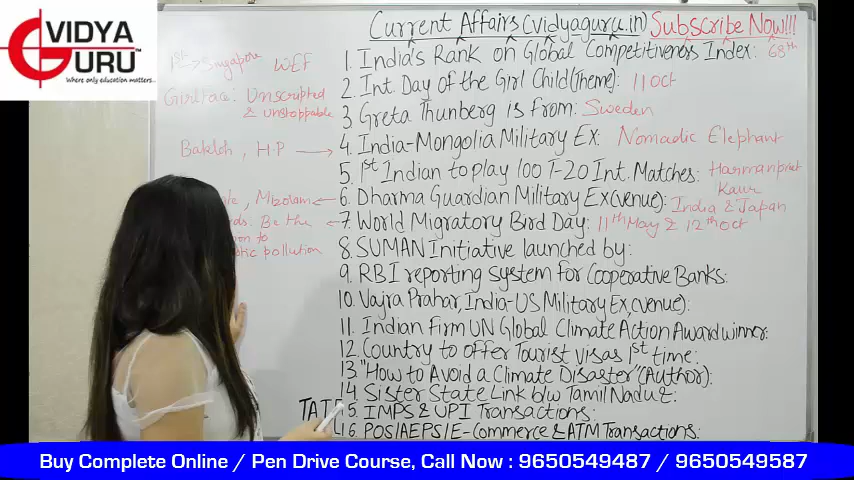 VIDYA
GURU
Where only education matters...
Current Affairs (vidyaguru.in) Subscribe Now!!!
1st → Singapore WEF
1. India's Rank on Global Competitiveness Index: 68th
2. Int. Day of the Girl Child (Theme): 11 Oct
Girl Face: Unscripted
& unstoppable
3 Greta Thunberg is from: Sweden
Bakloh, H.P →
4. India-Mongolia Military Ex: Nomadic Elephant
5. 1st Indian to play 100 T-20 Int. Matches: Harmanpreet
Kaur
, Mizoram ←
6. Dharma Guardian Military Ex (venue): India & Japan
Be the ←
7. World Migratory Bird Day: 11th May & 12th Oct
to
pollution
8. SUMAN Initiative launched by:
9. RBI reporting system for Cooperative Banks:
10. Vajra Prahar, India-US Military Ex, (venue):
11. Indian Firm UN Global Climate Action Award winner:
12. Country to offer Tourist visas 1st time:
13. "How to Avoid a Climate Disaster" (Author):
14. Sister State Link b/w Tamil Nadu &:
TAT
5. IMPS & UPI Transactions:
16. POS/AEPS/E-Commerce & ATM Transactions:
Buy Complete Online / Pen Drive Course, Call Now : 9650549487 / 9650549587